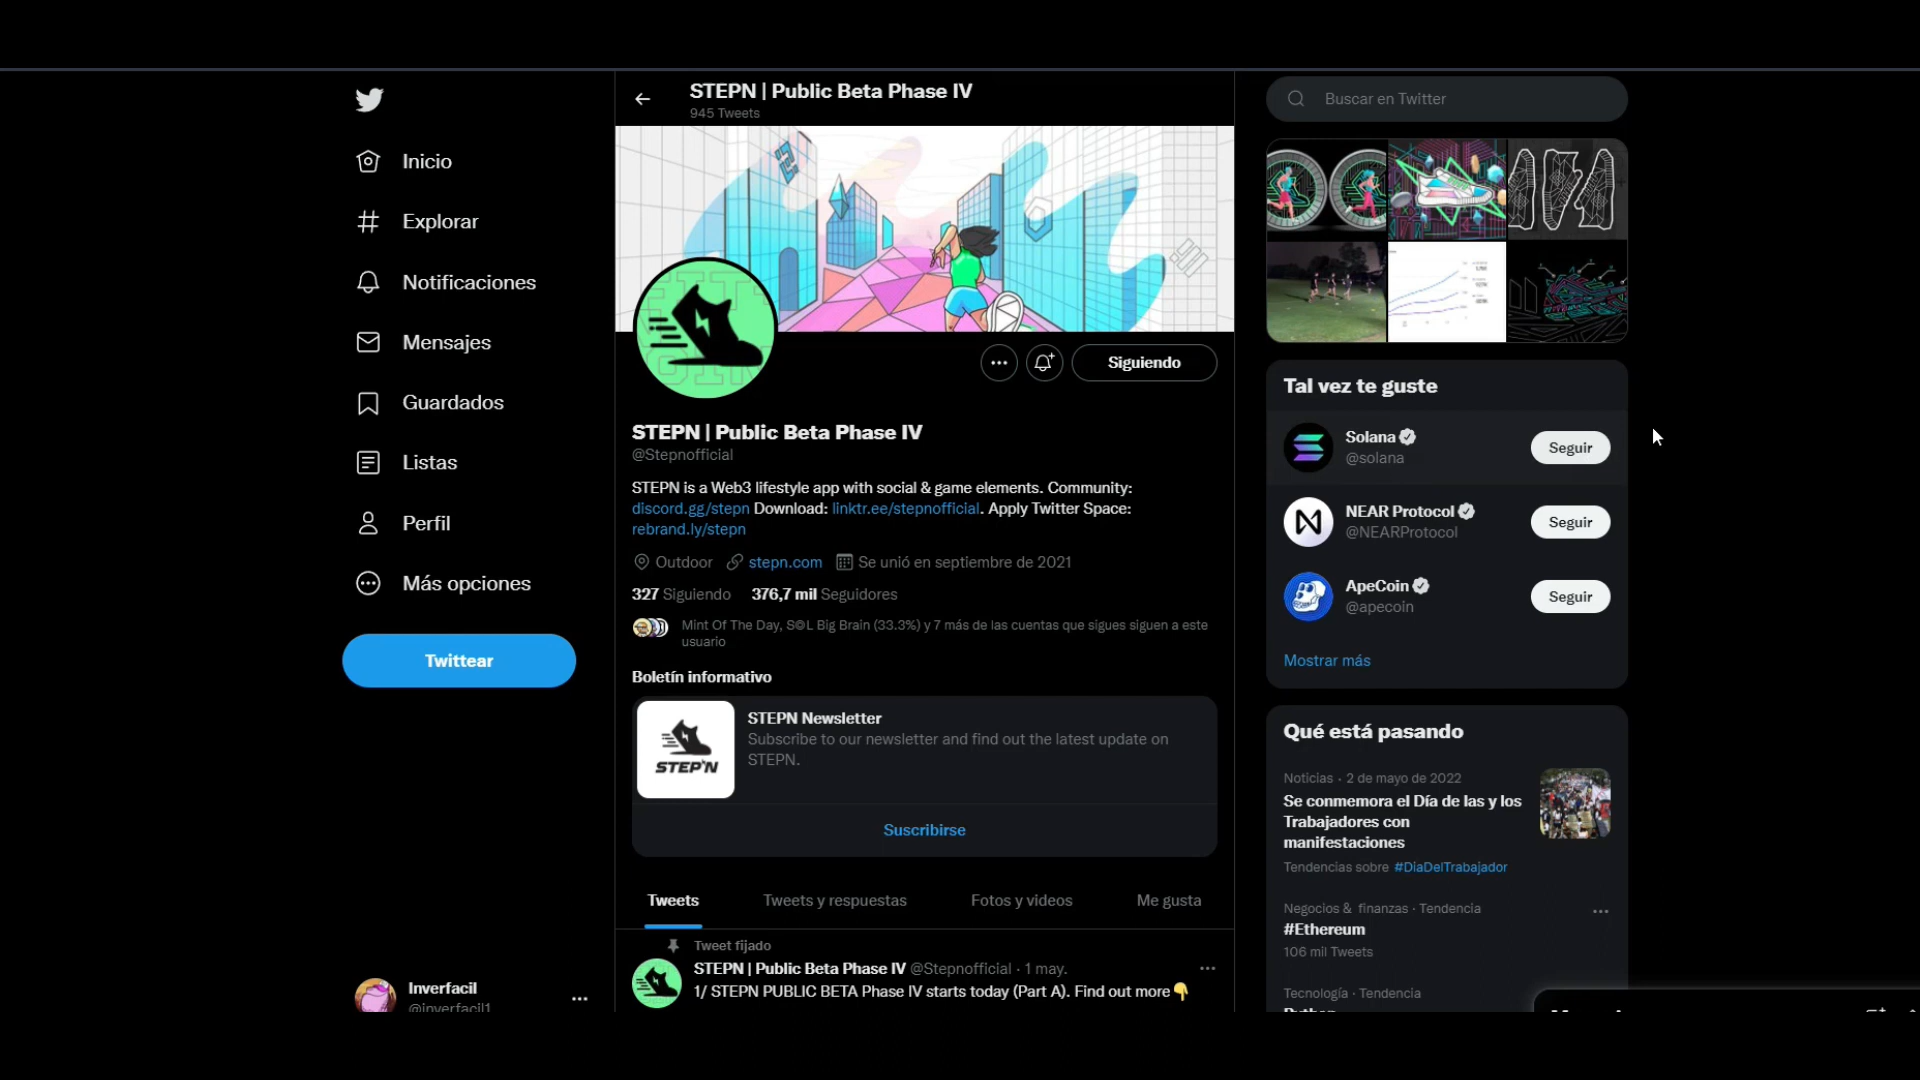 STEPN | Public Beta Phase IV
945 Tweets
Inicio
Explorar
Notificaciones
Mensajes
Guardados
Listas
Perfil
Más opciones
Twittear
Inverfacil
@inverfacil1
Siguiendo
STEPN | Public Beta Phase IV
@Stepnofficial
STEPN is a Web3 lifestyle app with social & game elements. Community:
discord.gg/stepn Download: linktr.ee/stepnofficial. Apply Twitter Space:
rebrand.ly/stepn
Outdoor stepn.com Se unió en septiembre de 2021
327 Siguiendo 376,7 mil Seguidores
Mint Of The Day, S◎L Big Brain (33.3%) y 7 más de las cuentas que sigues siguen a este
usuario
Boletín informativo
STEP'N
STEPN Newsletter
Subscribe to our newsletter and find out the latest update on
STEPN.
Suscribirse
Tweets Tweets y respuestas Fotos y videos Me gusta
Tweet fijado
STEPN | Public Beta Phase IV @Stepnofficial · 1 may.
1/ STEPN PUBLIC BETA Phase IV starts today (Part A). Find out more👇
Buscar en Twitter
Tal vez te guste
Solana
@solana
Seguir
NEAR Protocol
@NEARProtocol
Seguir
ApeCoin
@apecoin
Seguir
Mostrar más
Qué está pasando
Noticias · 2 de mayo de 2022
Se conmemora el Día de las y los
Trabajadores con
manifestaciones
Tendencias sobre #DiaDelTrabajador
Negocios & finanzas · Tendencia
#Ethereum
106 mil Tweets
Tecnología · Tendencia